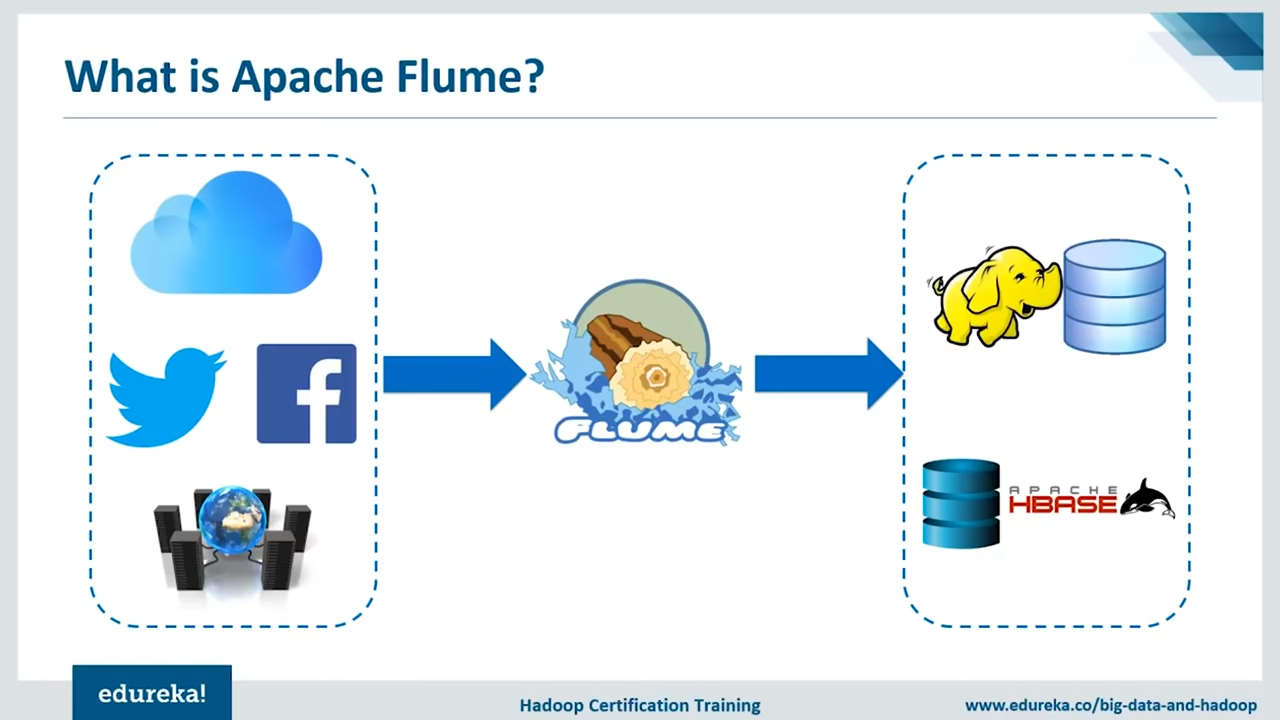 What is Apache Flume?
FLUME
APACHE
HBASE
edureka!
Hadoop Certification Training
www.edureka.co/big-data-and-hadoop